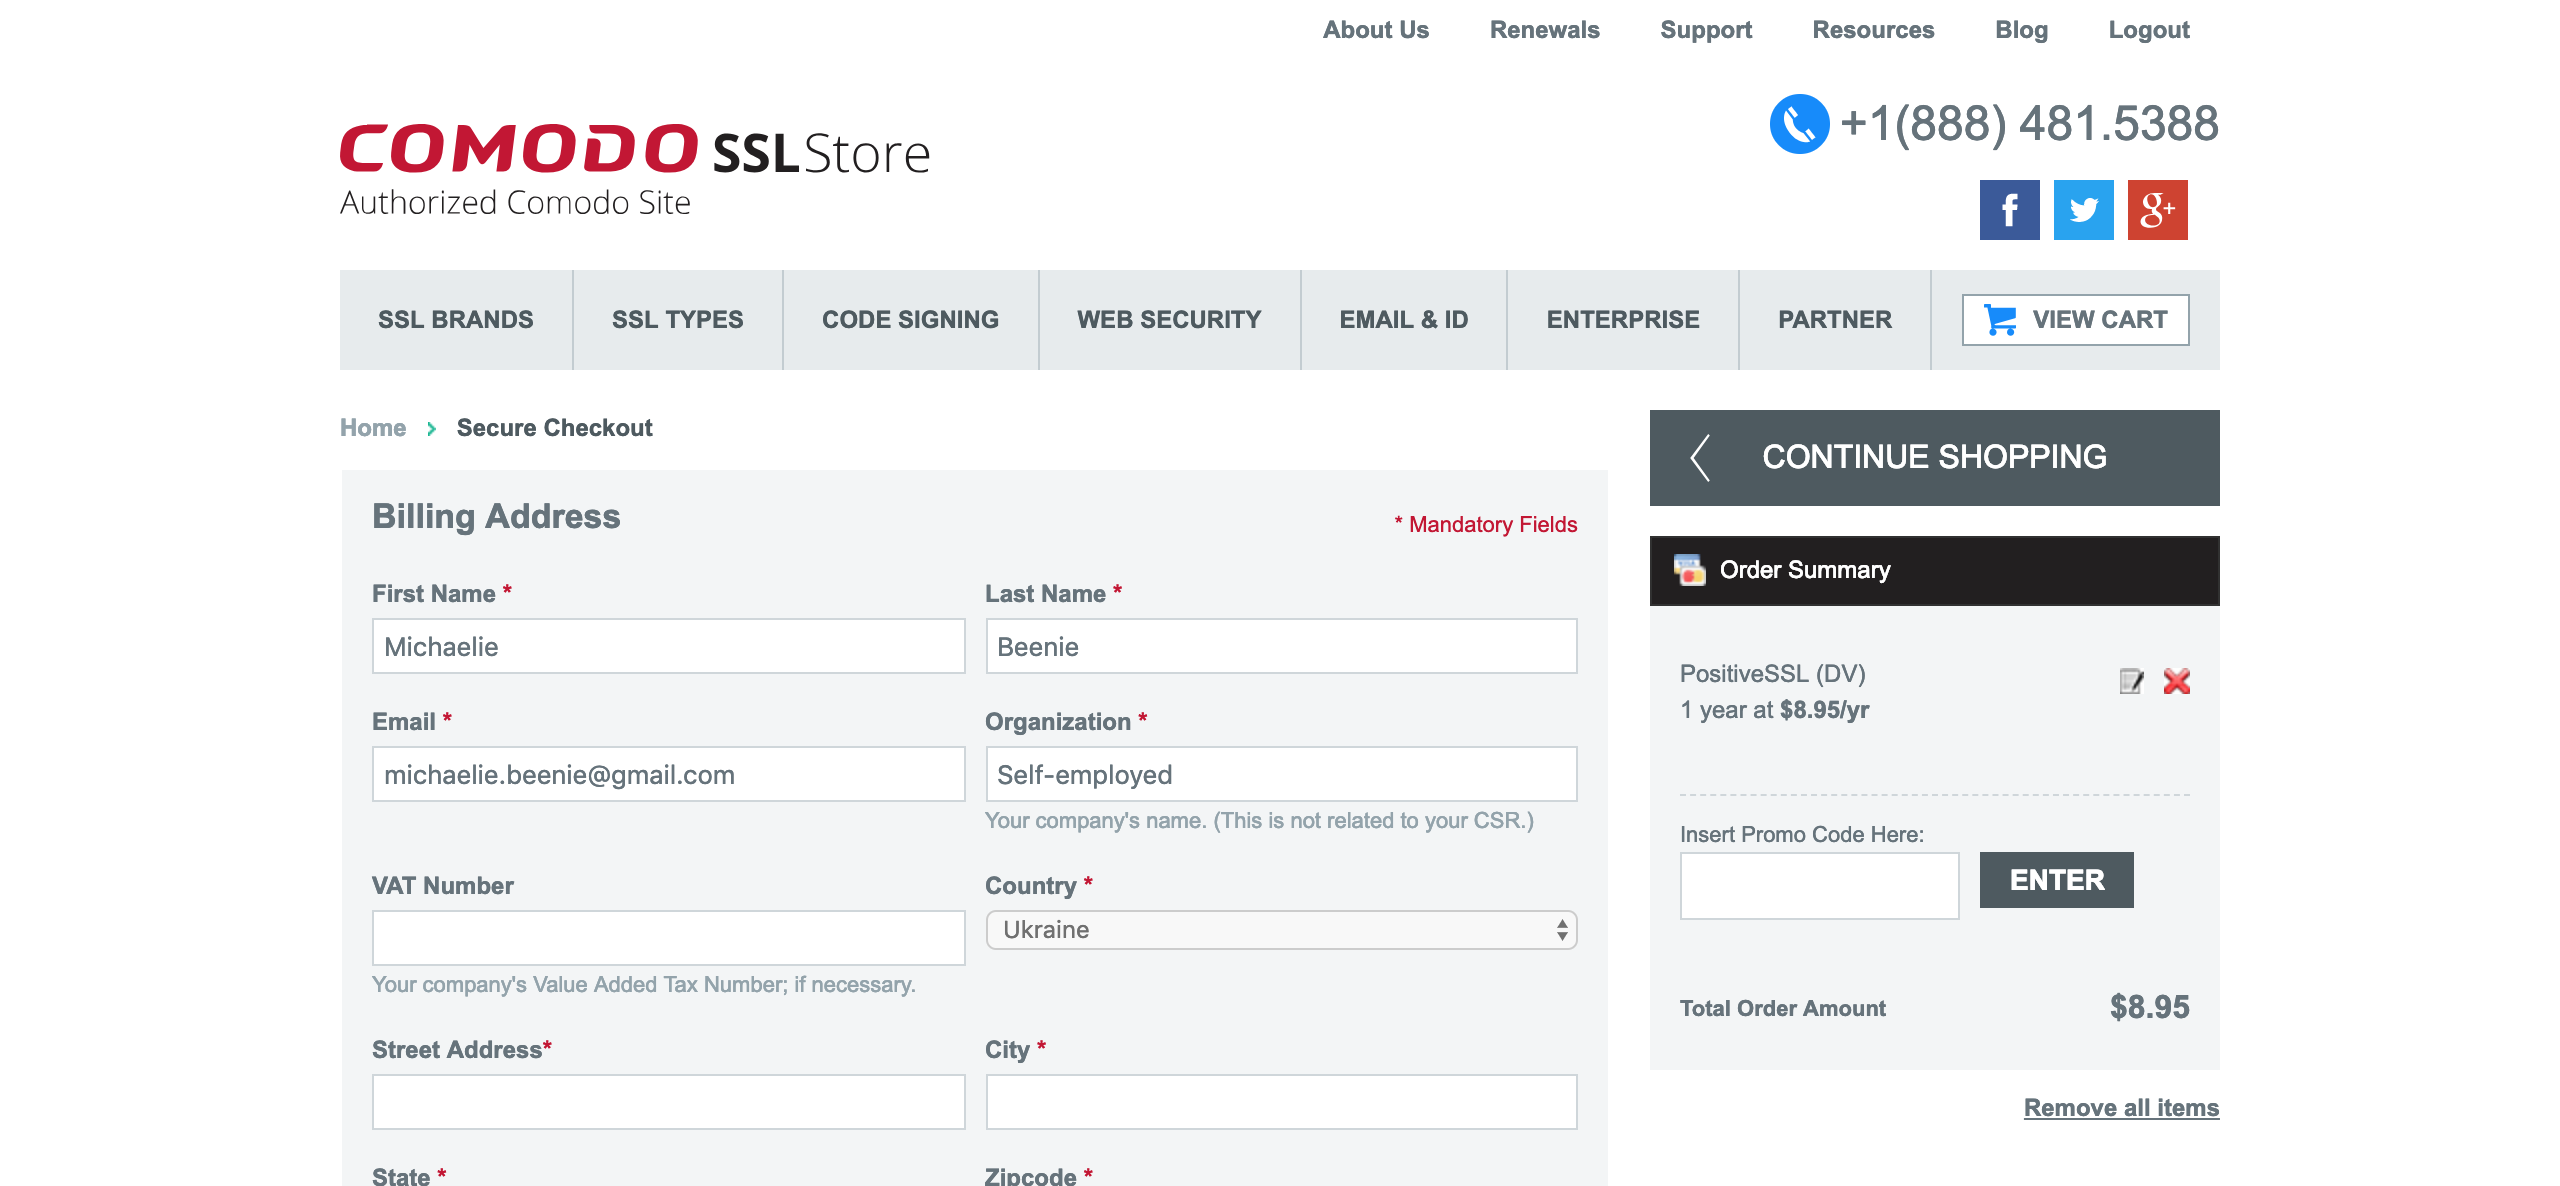 About Us Renewals Support Resources Blog Logout
+1(888) 481.5388
COMODO SSLStore
Authorized Comodo Site
f g+
SSL BRANDS SSL TYPES CODE SIGNING WEB SECURITY EMAIL & ID ENTERPRISE PARTNER VIEW CART
Home > Secure Checkout
Billing Address
* Mandatory Fields
First Name * Last Name *
Michaelie Beenie
Email * Organization *
michaelie.beenie@gmail.com Self-employed
Your company's name. (This is not related to your CSR.)
VAT Number Country *
Ukraine
Your company's Value Added Tax Number; if necessary.
Street Address* City *
State * Zipcode *
CONTINUE SHOPPING
Order Summary
PositiveSSL (DV)
1 year at $8.95/yr
Insert Promo Code Here:
ENTER
Total Order Amount $8.95
Remove all items